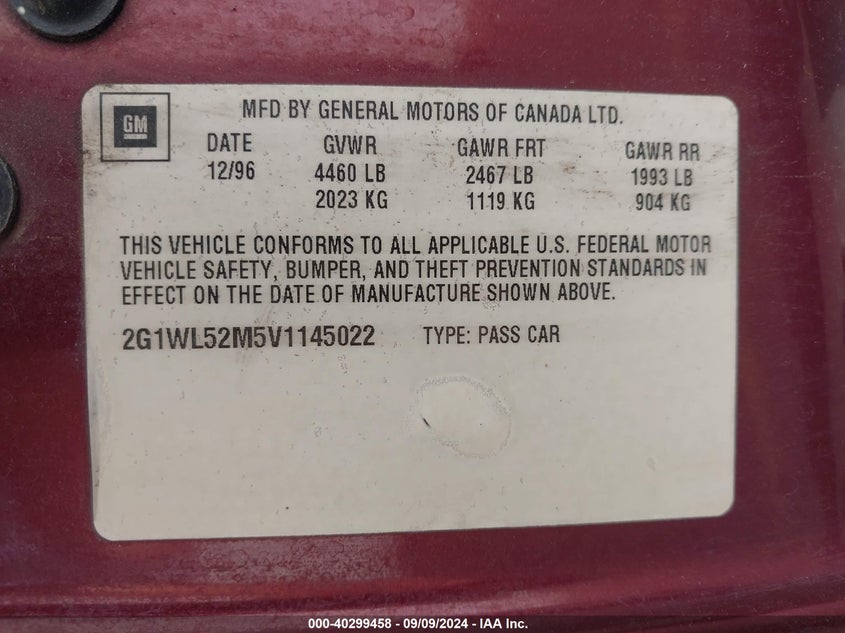 GM
MFD BY GENERAL MOTORS OF CANADA LTD.
DATE GVWR GAWR FRT GAWR RR
12/96 4460 LB 2467 LB 1993 LB
2023 KG 1119 KG 904 KG
THIS VEHICLE CONFORMS TO ALL APPLICABLE U.S. FEDERAL MOTOR
VEHICLE SAFETY, BUMPER, AND THEFT PREVENTION STANDARDS IN
EFFECT ON THE DATE OF MANUFACTURE SHOWN ABOVE.
2G1WL52M5V1145022 TYPE: PASS CAR
000-40299458 - 09/09/2024 - IAA Inc.